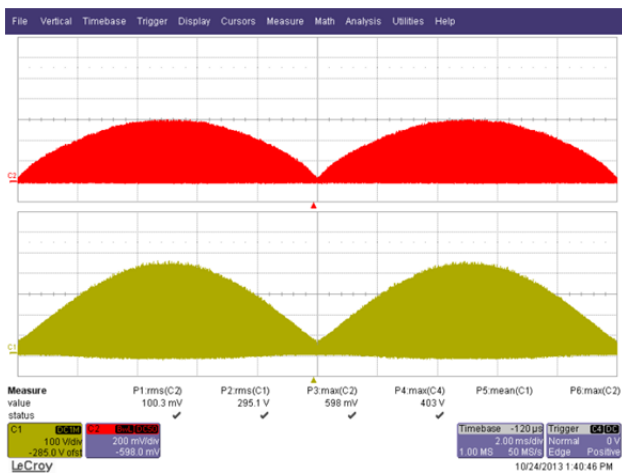 File Vertical Timebase Trigger Display Cursors Measure Math Analysis Utilities Help
C2
C1
Measure P1:rms(C2) P2:rms(C1) P3:max(C2) P4:max(C4) P5:mean(C1) P6:max(C2)
value 100.3 mV 295.1 V 598 mV 403 V
status
C1 DC1M C2 Timebase -120 µs Trigger C4 DC
100 V/div 200 mV/div 2.00 ms/div Normal 0 V
-285.0 V ofst -598.0 mV 1.00 MS 50 MS/s Edge Positive
LeCroy 10/24/2013 1:40:46 PM